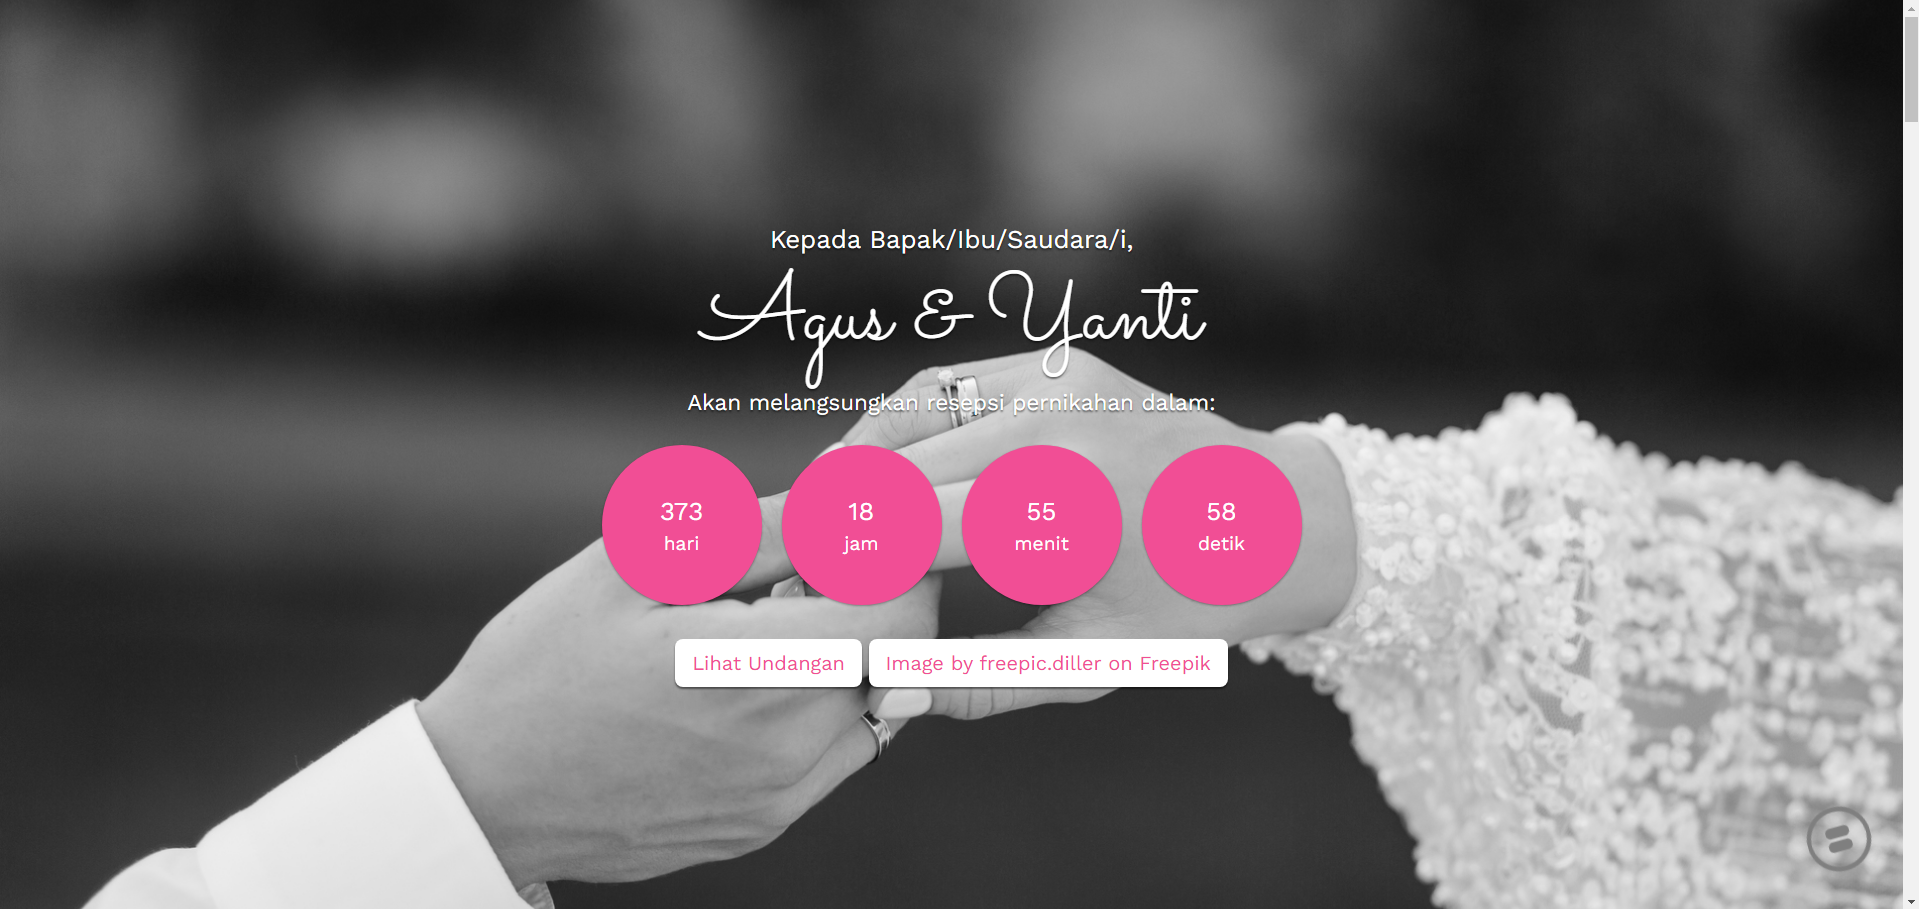 Kepada Bapak/Ibu/Saudara/i,
Agus & Yanti
Akan melangsungkan resepsi pernikahan dalam:
373 18 55 58
hari jam menit detik
Lihat Undangan Image by freepic.diller on Freepik